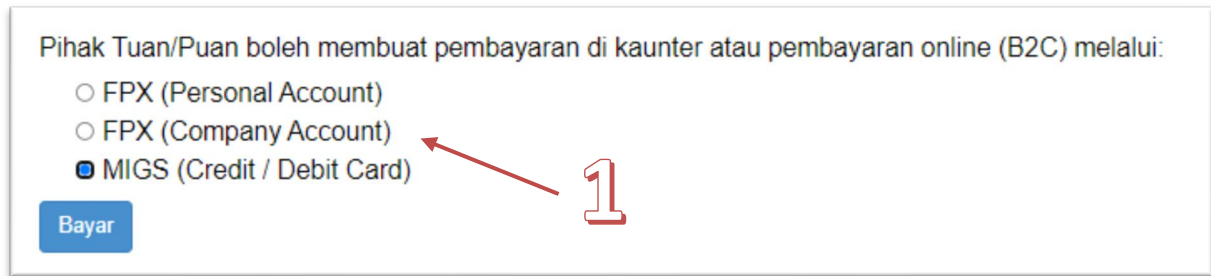 Pihak Tuan/Puan boleh membuat pembayaran di kaunter atau pembayaran online (B2C) melalui:
FPX (Personal Account)
FPX (Company Account)
MIGS (Credit / Debit Card)
1
Bayar